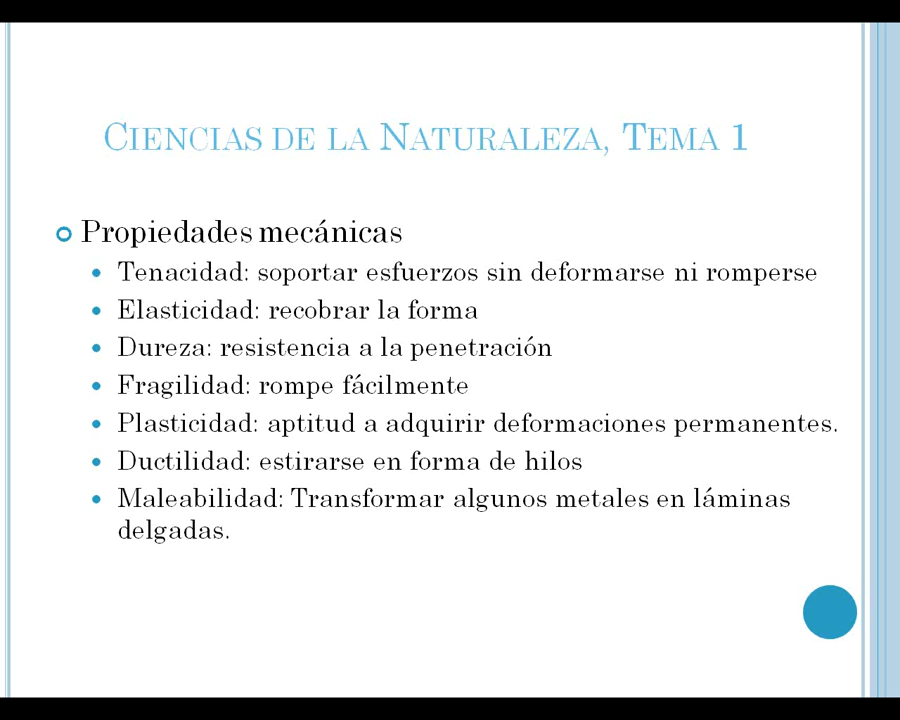 Ciencias de la Naturaleza, Tema 1
Propiedades mecánicas
Tenacidad: soportar esfuerzos sin deformarse ni romperse
Elasticidad: recobrar la forma
Dureza: resistencia a la penetración
Fragilidad: rompe fácilmente
Plasticidad: aptitud a adquirir deformaciones permanentes.
Ductilidad: estirarse en forma de hilos
Maleabilidad: Transformar algunos metales en láminas
delgadas.